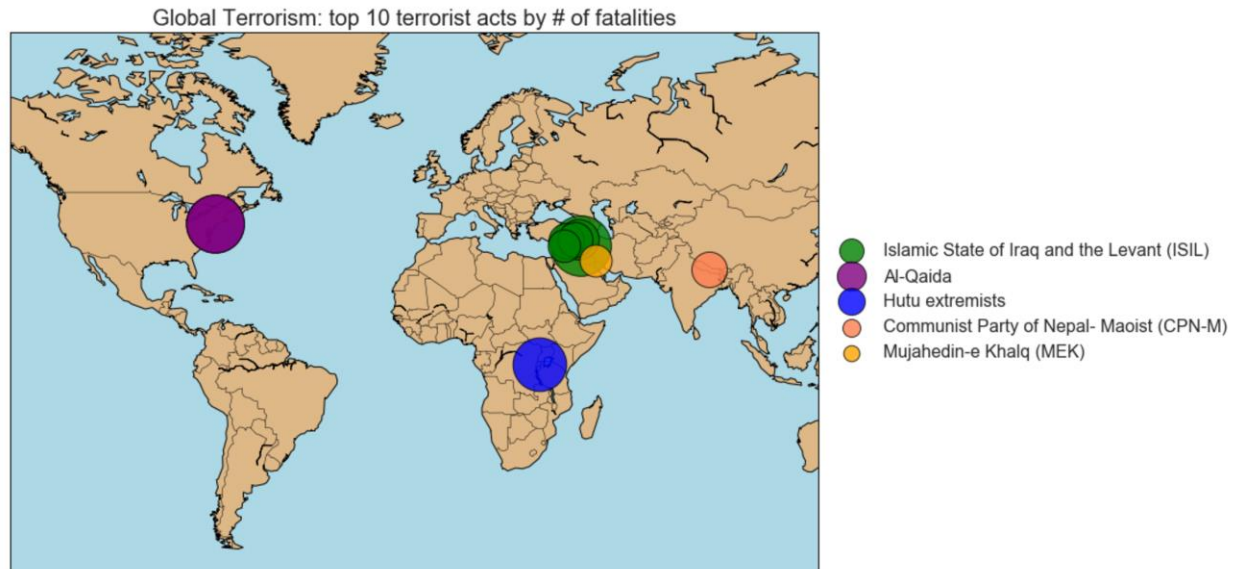 Global Terrorism: top 10 terrorist acts by # of fatalities
Islamic State of Iraq and the Levant (ISIL)
Al-Qaida
Hutu extremists
Communist Party of Nepal- Maoist (CPN-M)
Mujahedin-e Khalq (MEK)